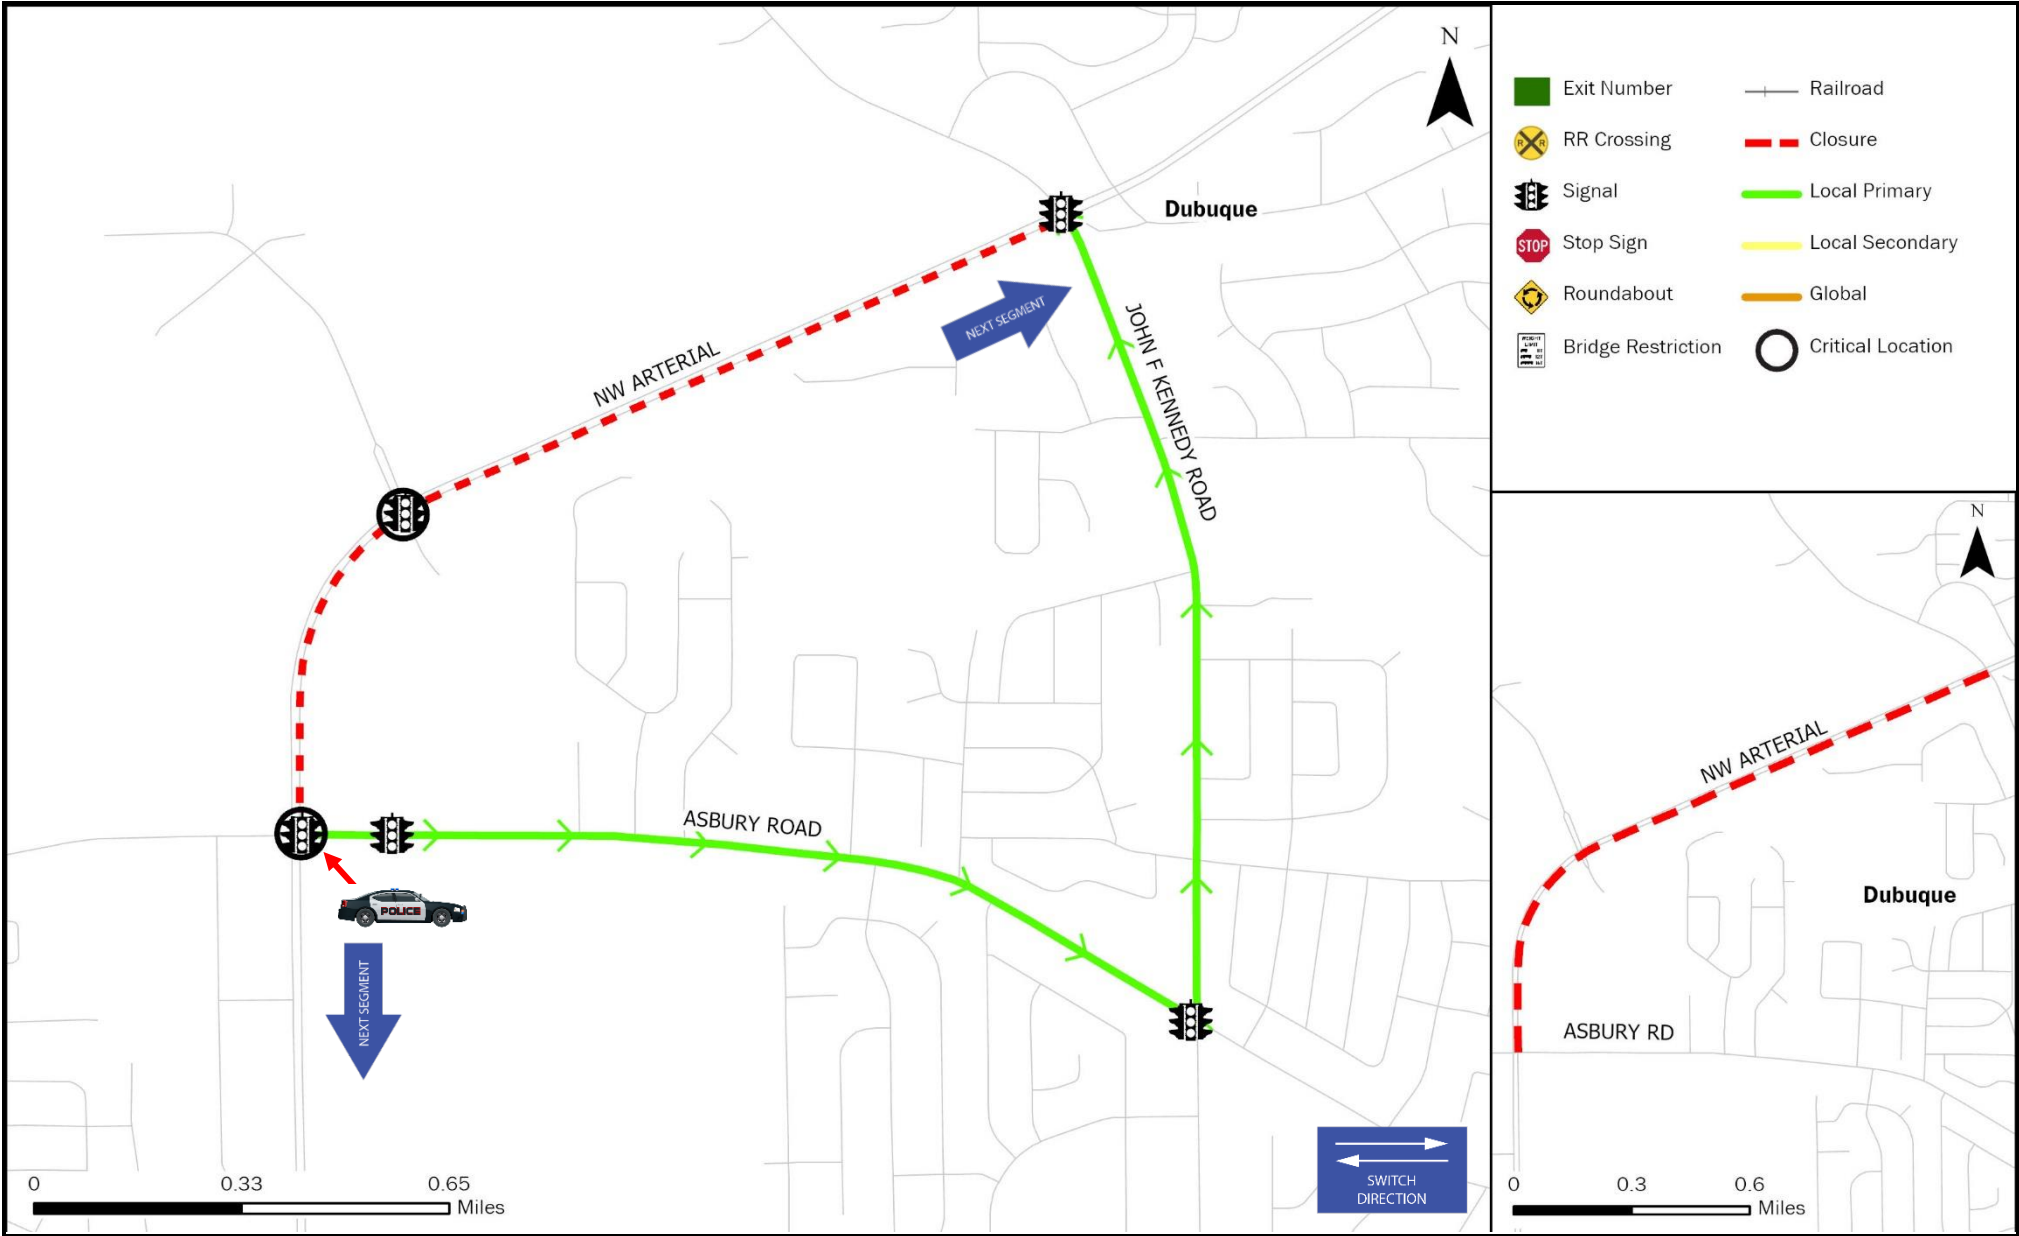 N
Dubuque
NEXT SEGMENT
NW ARTERIAL
JOHN F KENNEDY ROAD
ASBURY ROAD
POLICE
NEXT SEGMENT
0 0.33 0.65
Miles
SWITCH
DIRECTION
Exit Number
Railroad
R R
RR Crossing
Closure
Signal
Local Primary
STOP
Stop Sign
Local Secondary
Roundabout
Global
WEIGHT
LIMIT
Bridge Restriction
Critical Location
N
NW ARTERIAL
Dubuque
ASBURY RD
0 0.3 0.6
Miles